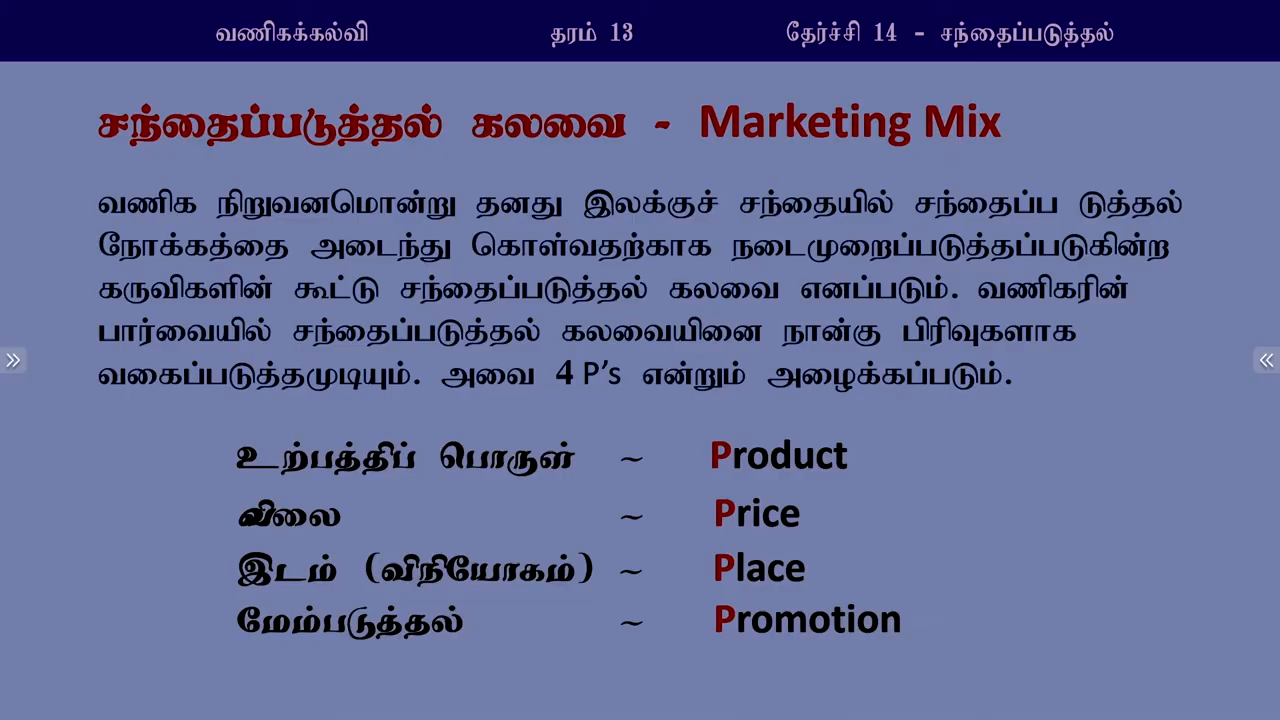 வணிகக்கல்வி தரம் 13 தேர்ச்சி 14 - சந்தைப்படுத்தல்
சந்தைப்படுத்தல் கலவை - Marketing Mix
வணிக நிறுவனமொன்று தனது இலக்குச் சந்தையில் சந்தைப்ப டுத்தல்
நோக்கத்தை அடைந்து கொள்வதற்காக நடைமுறைப்படுத்தப்படுகின்ற
கருவிகளின் கூட்டு சந்தைப்படுத்தல் கலவை எனப்படும். வணிகரின்
பார்வையில் சந்தைப்படுத்தல் கலவையினை நான்கு பிரிவுகளாக
வகைப்படுத்தமுடியும். அவை 4 P's என்றும் அழைக்கப்படும்.
உற்பத்திப் பொருள் ~ Product
விலை ~ Price
இடம் (விநியோகம்) ~ Place
மேம்படுத்தல் ~ Promotion